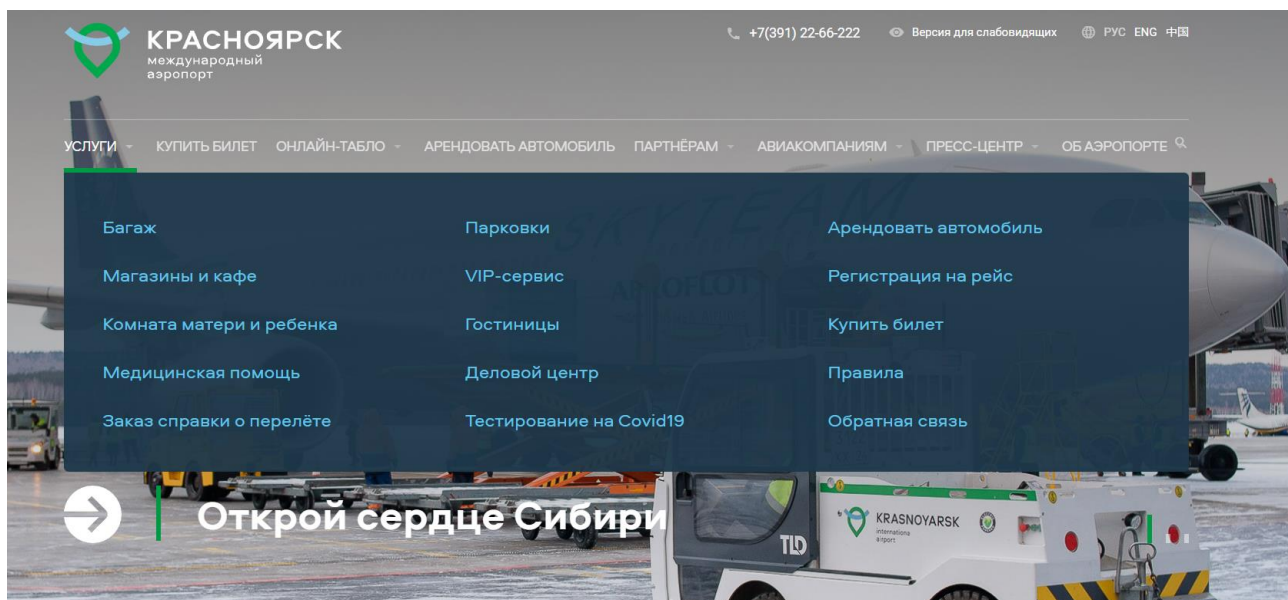 КРАСНОЯРСК
международный
аэропорт
+7(391) 22-66-222
Версия для слабовидящих
РУС ENG 中国
УСЛУГИ КУПИТЬ БИЛЕТ ОНЛАЙН-ТАБЛО АРЕНДОВАТЬ АВТОМОБИЛЬ ПАРТНЁРАМ АВИАКОМПАНИЯМ ПРЕСС-ЦЕНТР ОБ АЭРОПОРТЕ
SKYTEAM
AEROFLOT
Багаж Парковки Арендовать автомобиль
Магазины и кафе VIP-сервис Регистрация на рейс
Комната матери и ребенка Гостиницы Купить билет
Медицинская помощь Деловой центр Правила
Заказ справки о перелёте Тестирование на Covid19 Обратная связь
Открой сердце Сибири
KRASNOYARSK
international
airport
TLD